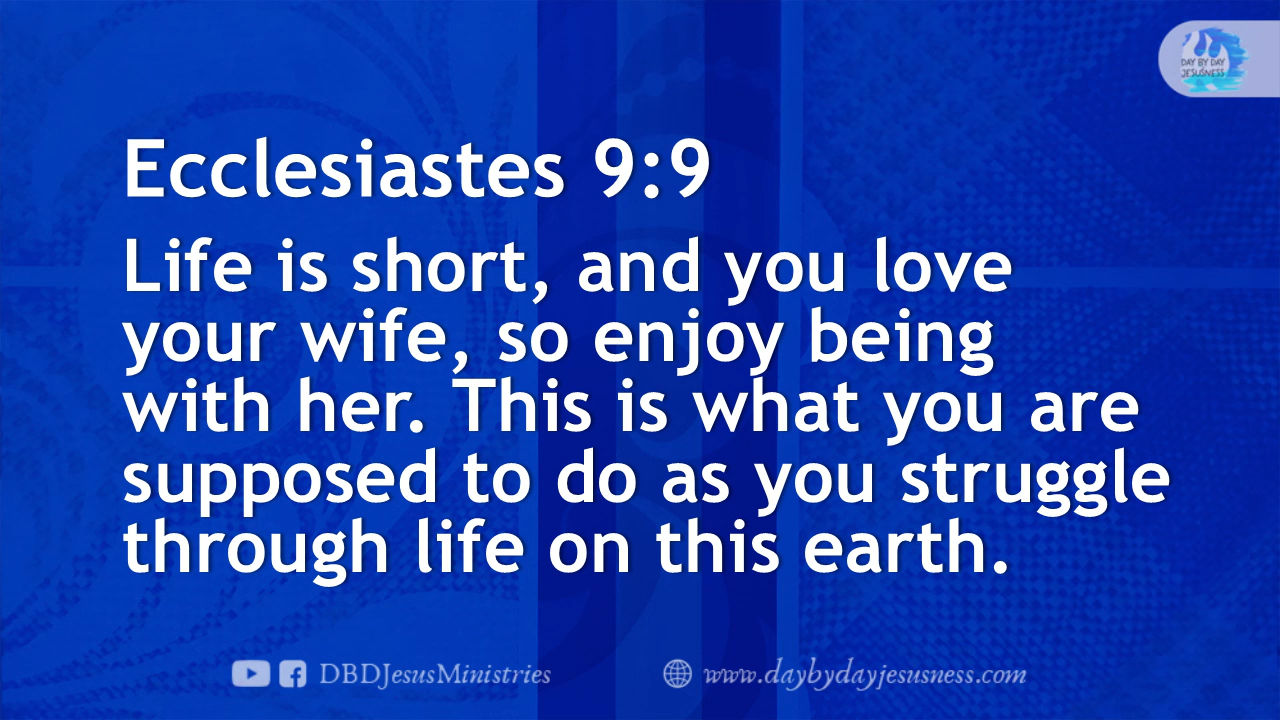 DAY BY DAY
JESUSNESS
Ecclesiastes 9:9
Life is short, and you love
your wife, so enjoy being
with her. This is what you are
supposed to do as you struggle
through life on this earth.
DBDJesusMinistries
www.daybydayjesusness.com